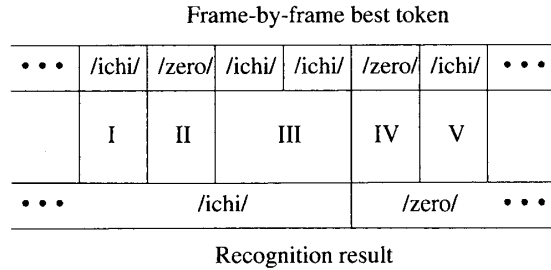 Frame-by-frame best token
••• /ichi/ /zero/ /ichi/ /ichi/ /zero/ /ichi/ •••
I II III IV V
••• /ichi/ /zero/ •••
Recognition result